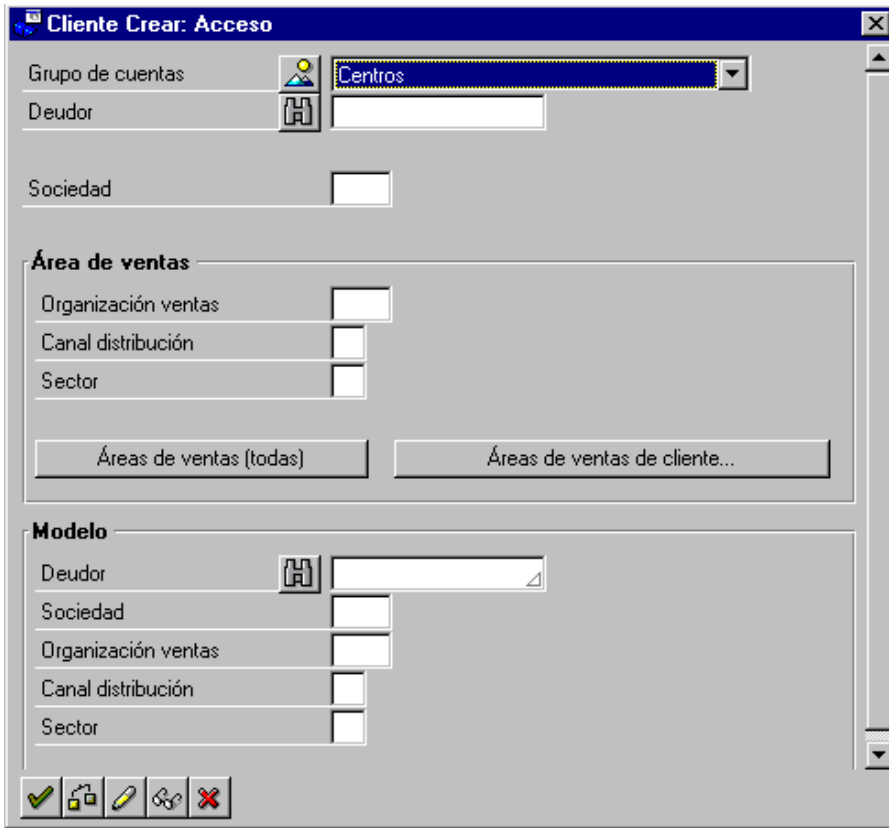 Cliente Crear: Acceso
Grupo de cuentas Centros
Deudor
Sociedad
Área de ventas
Organización ventas
Canal distribución
Sector
Áreas de ventas (todas) Áreas de ventas de cliente...
Modelo
Deudor
Sociedad
Organización ventas
Canal distribución
Sector